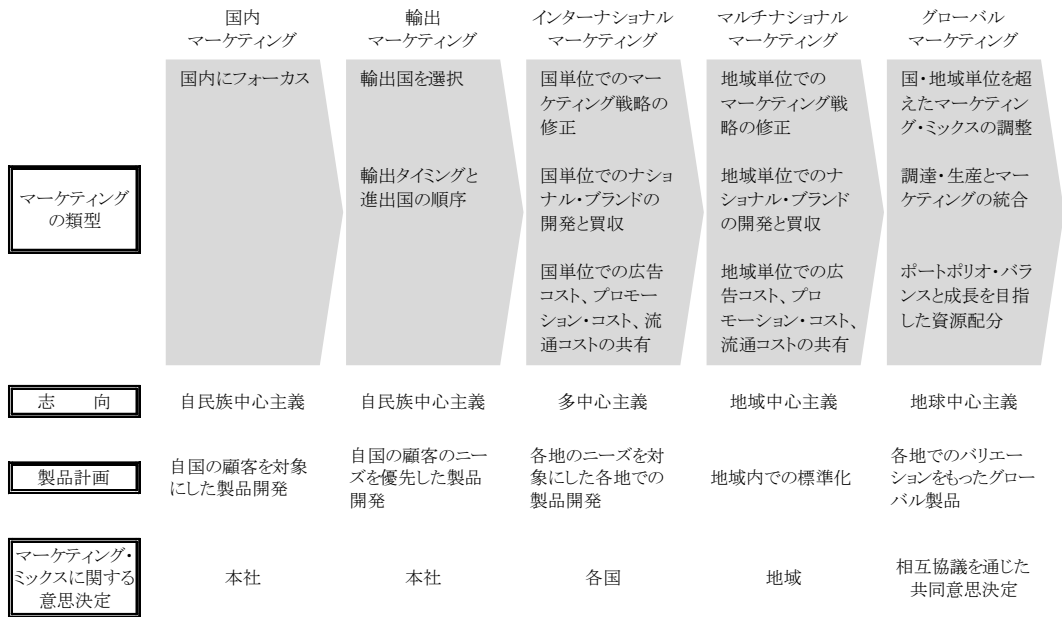 国内
マーケティング
輸出
マーケティング
インターナショナル
マーケティング
マルチナショナル
マーケティング
グローバル
マーケティング
マーケティング
の類型
国内にフォーカス
輸出国を選択
輸出タイミングと
進出国の順序
国単位でのマー
ケティング戦略の
修正
国単位でのナショ
ナル・ブランドの
開発と買収
国単位での広告
コスト、プロモー
ション・コスト、流
通コストの共有
地域単位での
マーケティング戦
略の修正
地域単位でのナ
ショナル・ブランド
の開発と買収
地域単位での広
告コスト、プロ
モーション・コスト、
流通コストの共有
国・地域単位を超
えたマーケティン
グ・ミックスの調整
調達・生産とマー
ケティングの統合
ポートポリオ・バラ
ンスと成長を目指
した資源配分
志　向
自民族中心主義
自民族中心主義
多中心主義
地域中心主義
地球中心主義
製品計画
自国の顧客を対象
にした製品開発
自国の顧客のニー
ズを優先した製品
開発
各地のニーズを対
象にした各地での
製品開発
地域内での標準化
各地でのバリエー
ションをもったグロー
バル製品
マーケティング・
ミックスに関する
意思決定
本社
本社
各国
地域
相互協議を通じた
共同意思決定